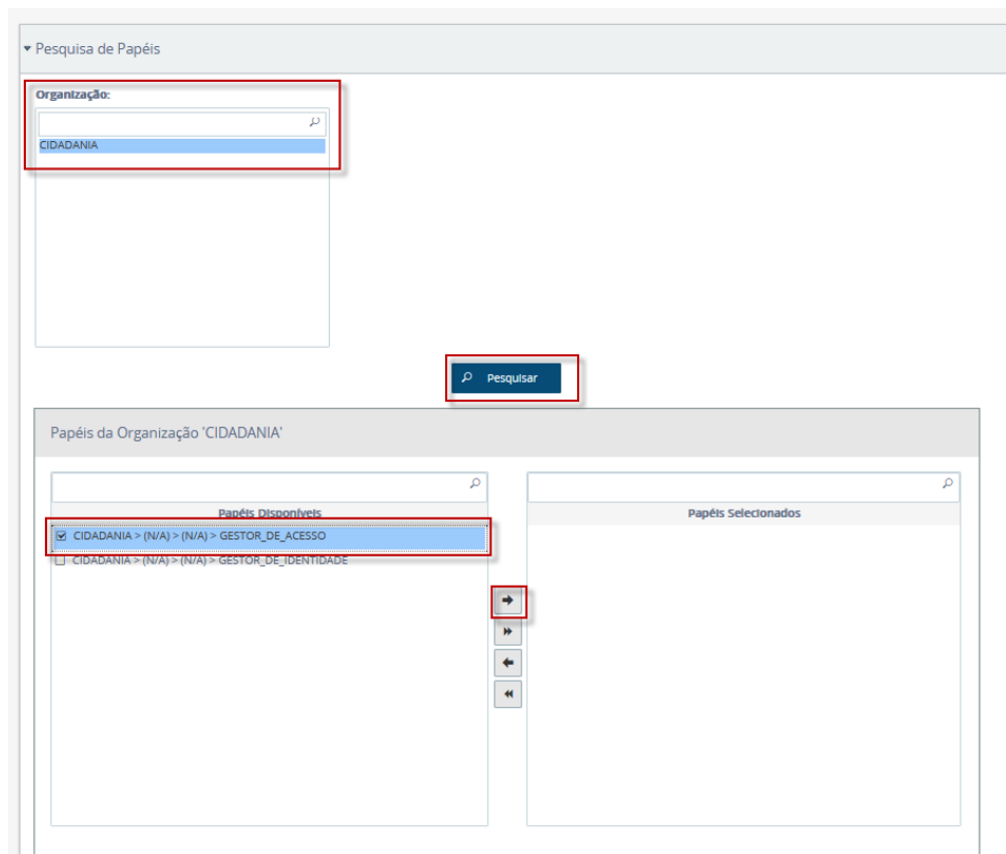 Pesquisa de Papéis
Organização:
CIDADANIA
Pesquisar
Papéis da Organização 'CIDADANIA'
Papéis Disponíveis
Papéis Selecionados
CIDADANIA > (N/A) > (N/A) > GESTOR_DE_ACESSO
CIDADANIA > (N/A) > (N/A) > GESTOR_DE_IDENTIDADE